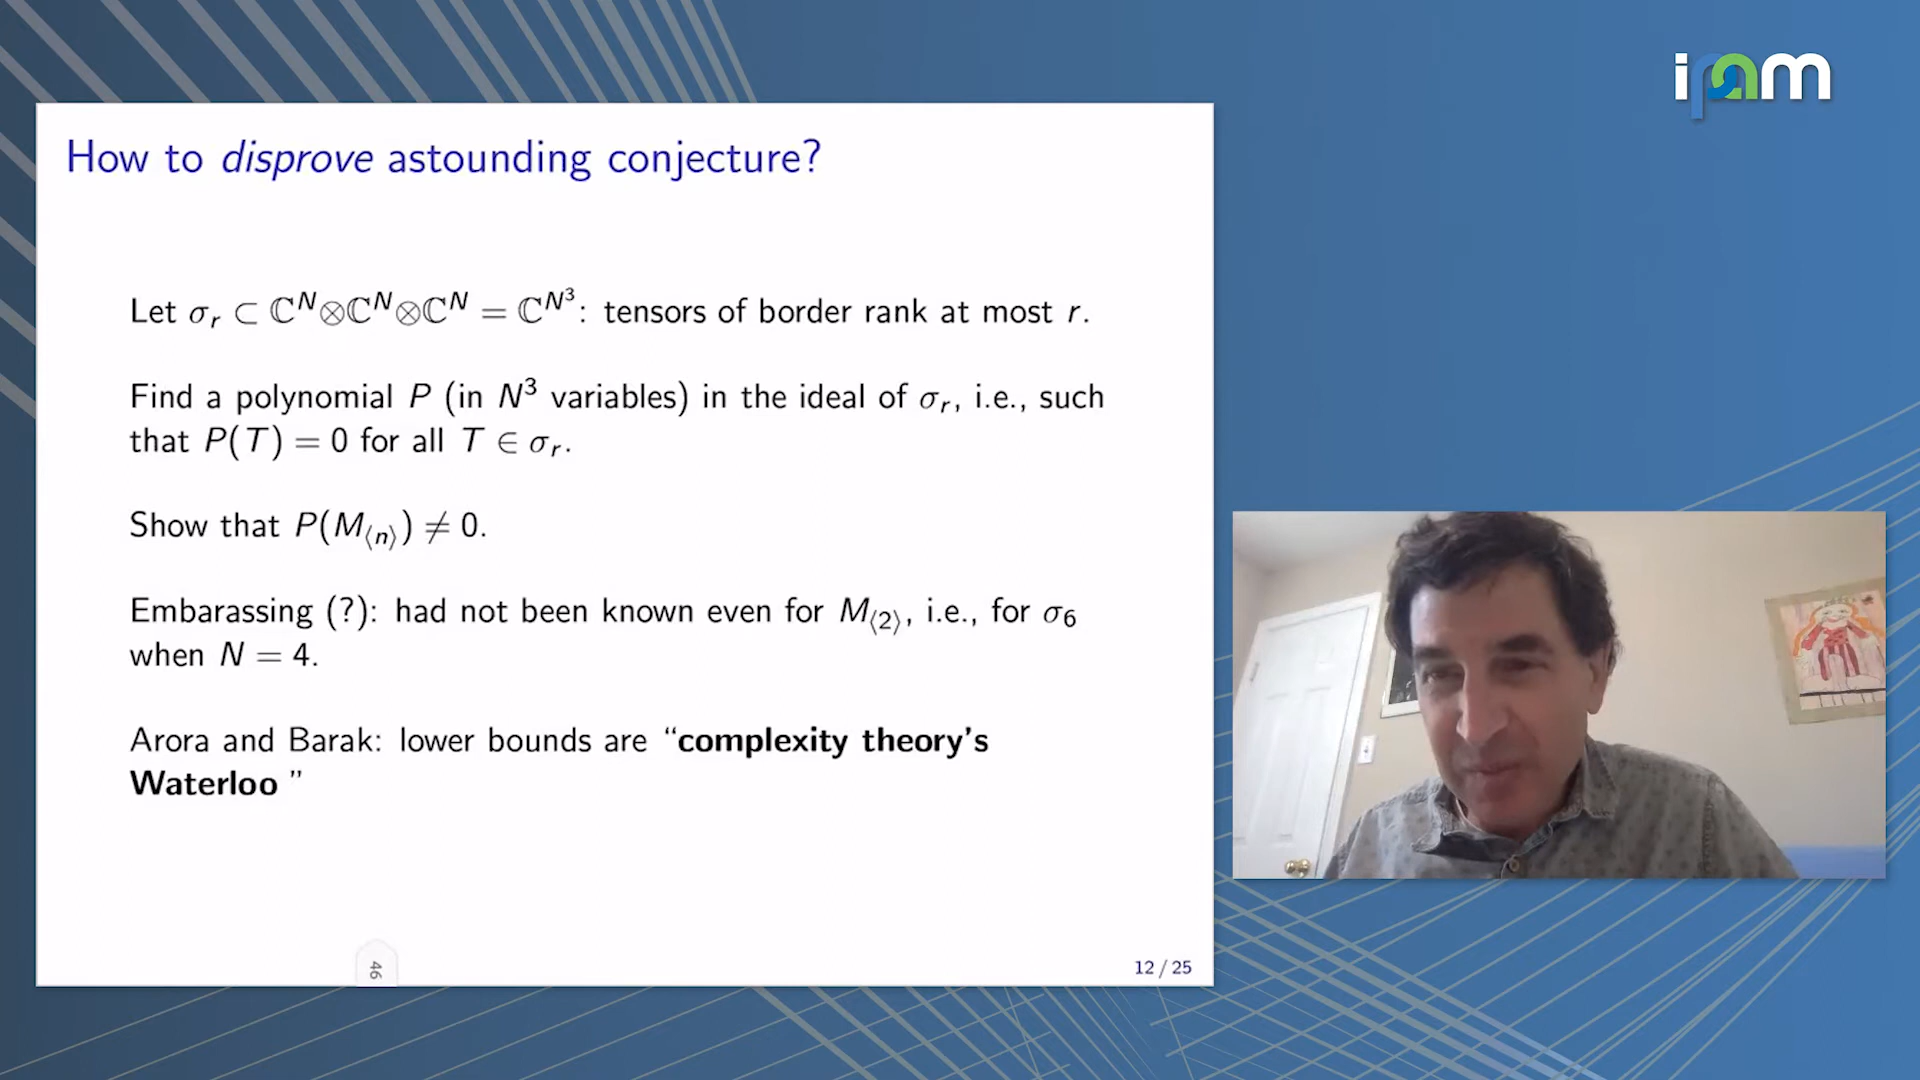 ipam
How to disprove astounding conjecture?
Let σ_r ⊂ ℂ^N⊗ℂ^N⊗ℂ^N = ℂ^{N^3}: tensors of border rank at most r.
Find a polynomial P (in N^3 variables) in the ideal of σ_r, i.e., such
that P(T) = 0 for all T ∈ σ_r.
Show that P(M_{⟨n⟩}) ≠ 0.
Embarassing (?): had not been known even for M_{⟨2⟩}, i.e., for σ_6
when N = 4.
Arora and Barak: lower bounds are “complexity theory’s
Waterloo ”
46
12 / 25